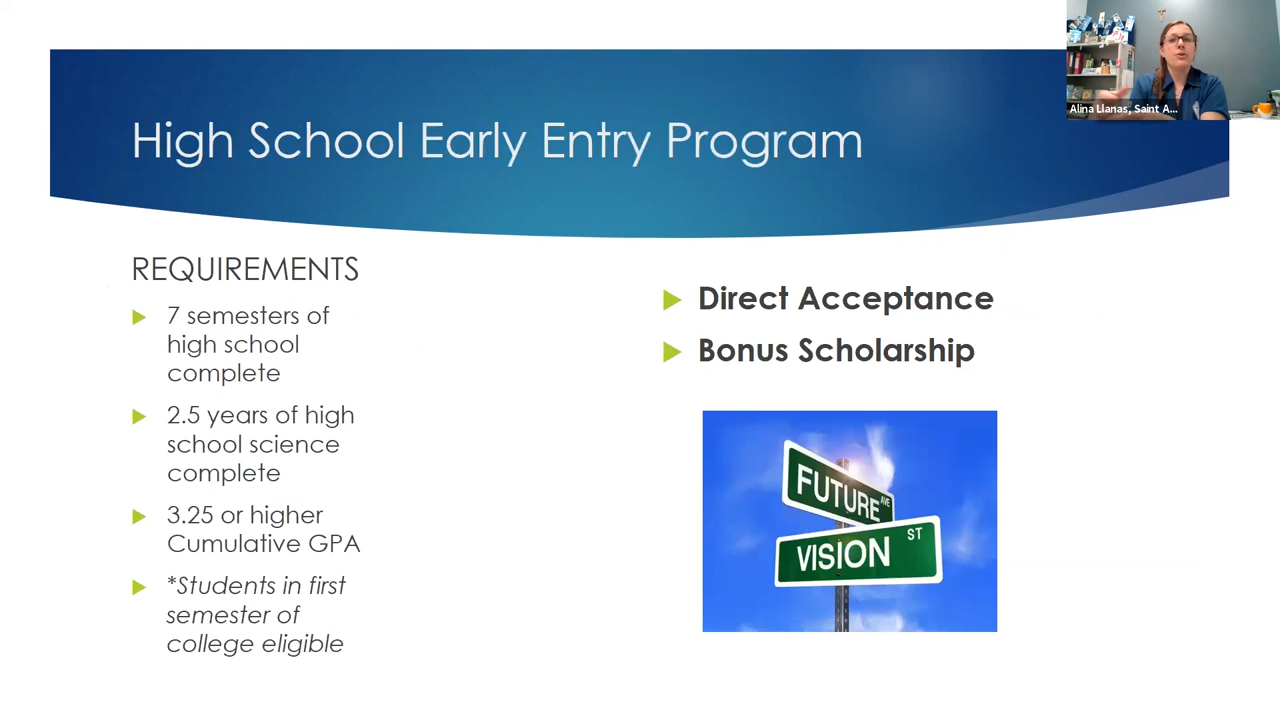 Alina Llanas, Saint A...
High School Early Entry Program
REQUIREMENTS
7 semesters of
high school
complete
2.5 years of high
school science
complete
3.25 or higher
Cumulative GPA
*Students in first
semester of
college eligible
Direct Acceptance
Bonus Scholarship
FUTURE AVE
VISION ST